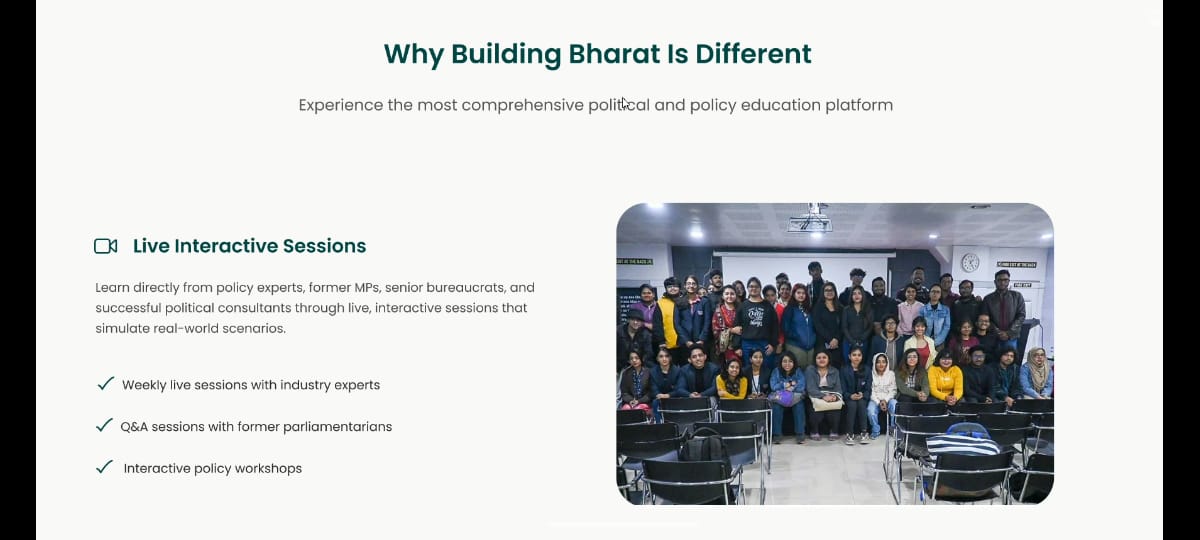 Why Building Bharat Is Different
Experience the most comprehensive political and policy education platform
Live Interactive Sessions
Learn directly from policy experts, former MPs, senior bureaucrats, and
successful political consultants through live, interactive sessions that
simulate real-world scenarios.
Weekly live sessions with industry experts
Q&A sessions with former parliamentarians
Interactive policy workshops